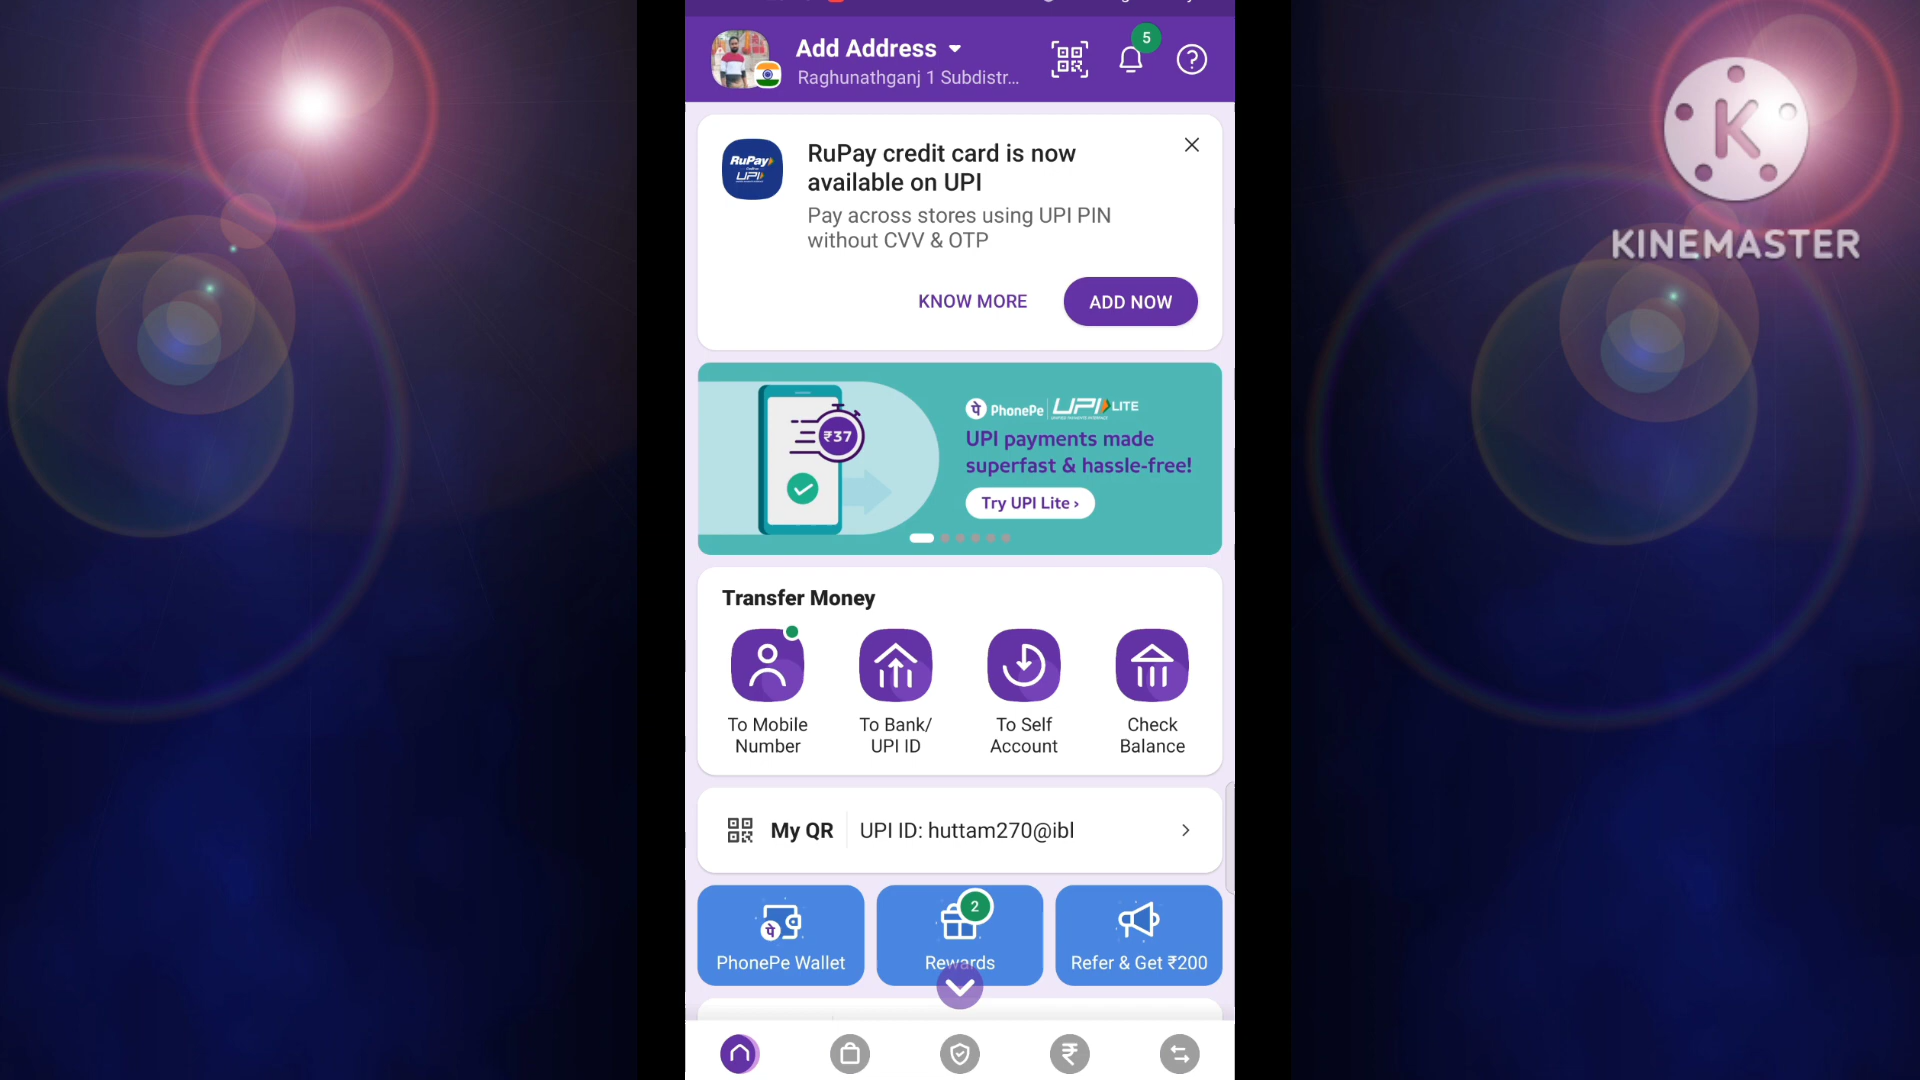 Add Address
Raghunathganj 1 Subdistr...
5
K
KINEMASTER
RuPay credit card is now
available on UPI
RuPay
UPI
Pay across stores using UPI PIN
without CVV & OTP
KNOW MORE
ADD NOW
₹37
पे PhonePe UPI LITE
UPI payments made
superfast & hassle-free!
Try UPI Lite ›
Transfer Money
To Mobile
Number
To Bank/
UPI ID
To Self
Account
Check
Balance
My QR
UPI ID: huttam270@ibl
पे
2
PhonePe Wallet
Rewards
Refer & Get ₹200
₹